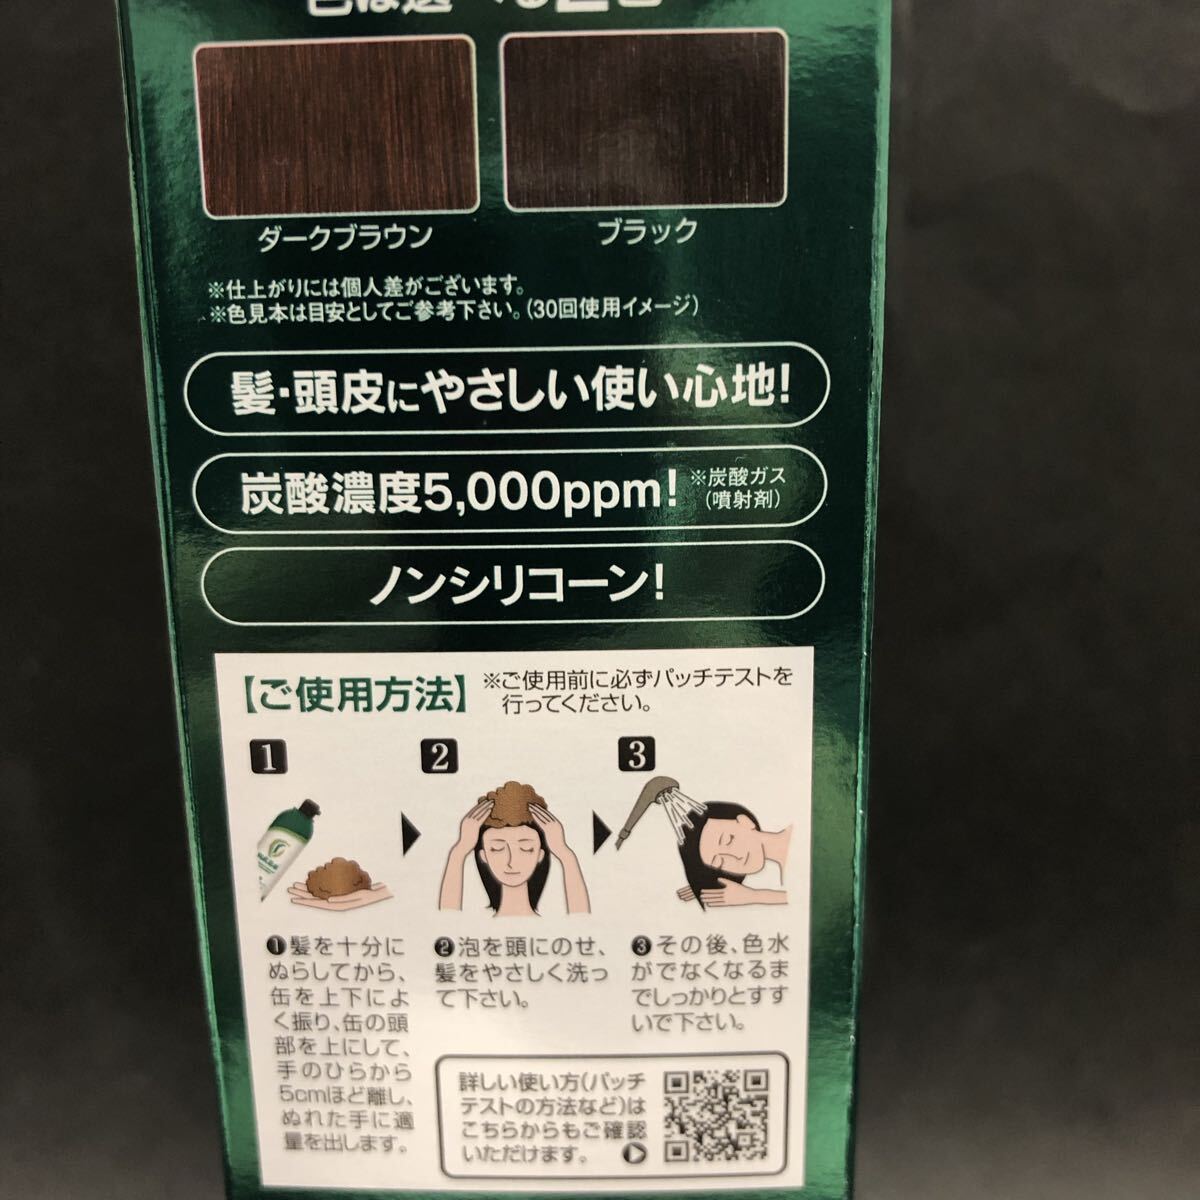 ダークブラウン
ブラック
※仕上がりには個人差がございます。
※色見本は目安としてご参考下さい。(30回使用イメージ)
髪・頭皮にやさしい使い心地!
炭酸濃度5,000ppm! ※炭酸ガス
(噴射剤)
ノンシリコーン!
【ご使用方法】 ※ご使用前に必ずパッチテストを
行ってください。
1
2
3
❶髪を十分に
ぬらしてから、
缶を上下によ
く振り、缶の頭
部を上にして、
手のひらから
5cmほど離し、
ぬれた手に適
量を出します。
❷泡を頭にのせ、
髪をやさしく洗っ
て下さい。
❸その後、色水
がでなくなるま
でしっかりとすす
いで下さい。
詳しい使い方(パッチ
テストの方法など)は
こちらからもご確認
いただけます。